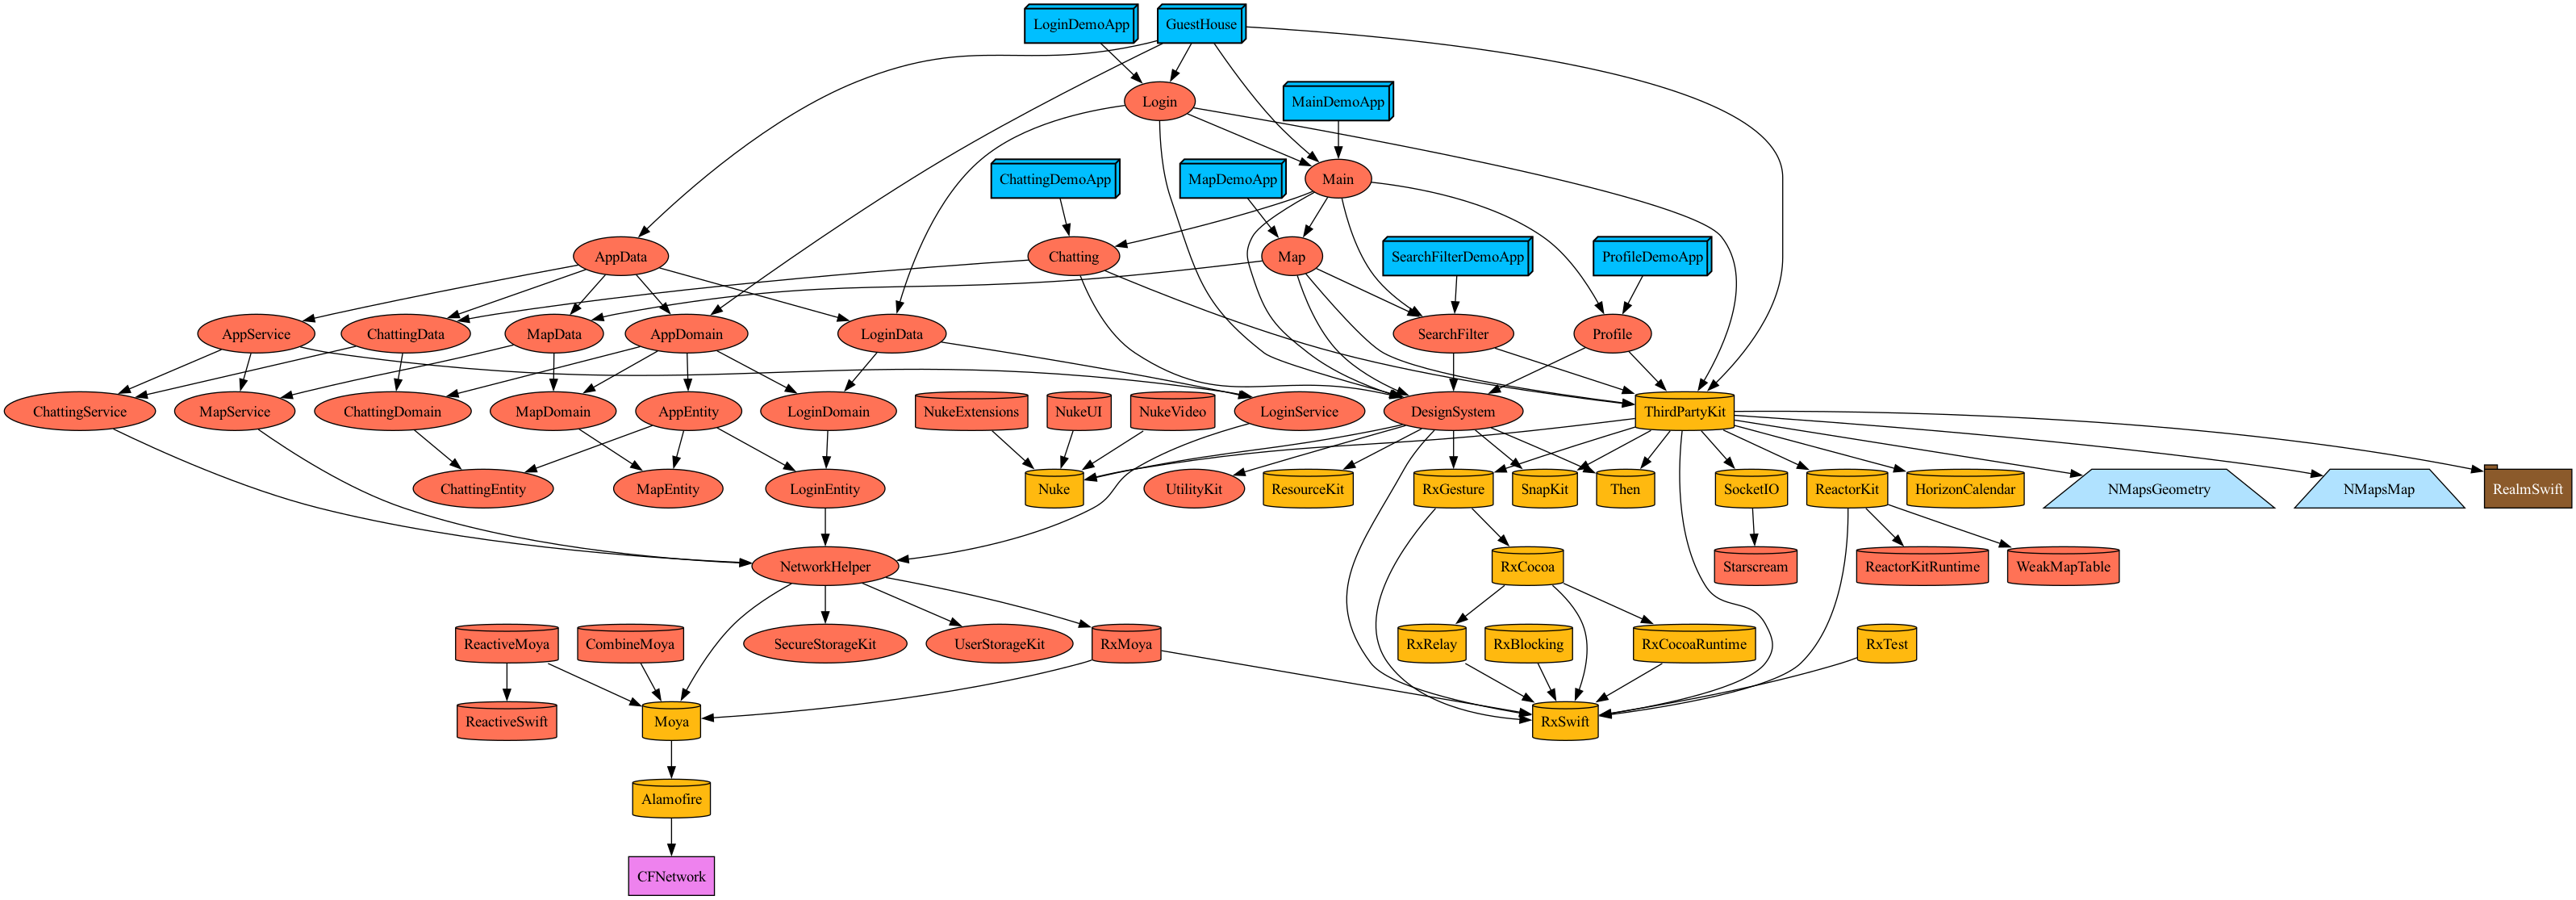 LoginDemoApp
GuestHouse
Login
MainDemoApp
ChattingDemoApp
MapDemoApp
Main
AppData
Chatting
Map
SearchFilterDemoApp
ProfileDemoApp
AppService
ChattingData
MapData
AppDomain
LoginData
SearchFilter
Profile
ChattingService
MapService
ChattingDomain
MapDomain
AppEntity
LoginDomain
NukeExtensions
NukeUI
NukeVideo
LoginService
DesignSystem
ThirdPartyKit
ChattingEntity
MapEntity
LoginEntity
Nuke
UtilityKit
ResourceKit
RxGesture
SnapKit
Then
SocketIO
ReactorKit
HorizonCalendar
NMapsGeometry
NMapsMap
RealmSwift
NetworkHelper
RxCocoa
Starscream
ReactorKitRuntime
WeakMapTable
ReactiveMoya
CombineMoya
SecureStorageKit
UserStorageKit
RxMoya
RxRelay
RxBlocking
RxCocoaRuntime
RxTest
ReactiveSwift
Moya
RxSwift
Alamofire
CFNetwork